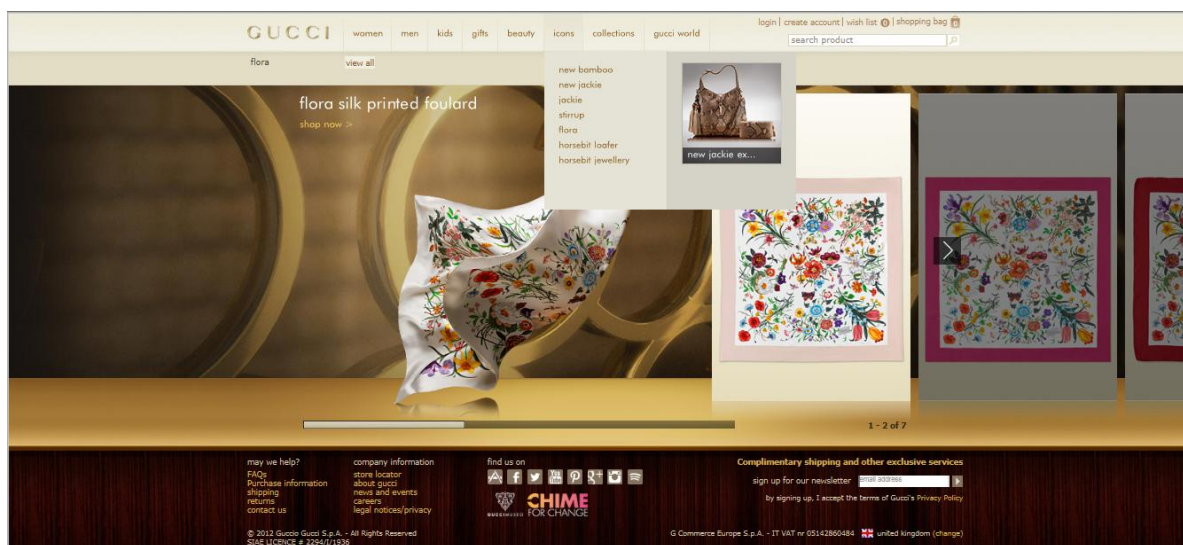 login | create account | wish list 0 | shopping bag 0
GUCCI women men kids gifts beauty icons collections gucci world
search product
flora view all
new bamboo
new jackie
jackie
stirrup
flora
horsebit loafer
horsebit jewellery
new jackie ex...
flora silk printed foulard
shop now >
1 - 2 of 7
may we help?
FAQs
Purchase information
shipping
returns
contact us
company information
store locator
about gucci
news and events
careers
legal notices/privacy
find us on
GUCCIMUSEO
CHIME
FOR CHANGE
Complimentary shipping and other exclusive services
sign up for our newsletter email address
by signing up, I accept the terms of Gucci's Privacy Policy
© 2012 Guccio Gucci S.p.A. - All Rights Reserved
SIAE LICENCE # 2294/I/1936
G Commerce Europe S.p.A. - IT VAT nr 05142860484 united kingdom (change)